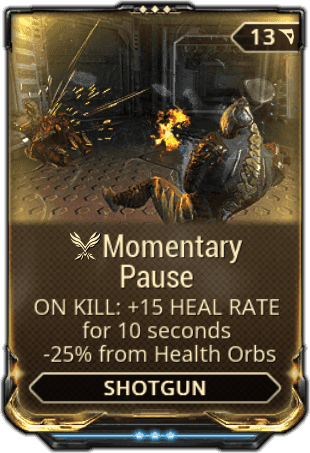 13
Momentary
Pause
ON KILL: +15 HEAL RATE
for 10 seconds
-25% from Health Orbs
SHOTGUN